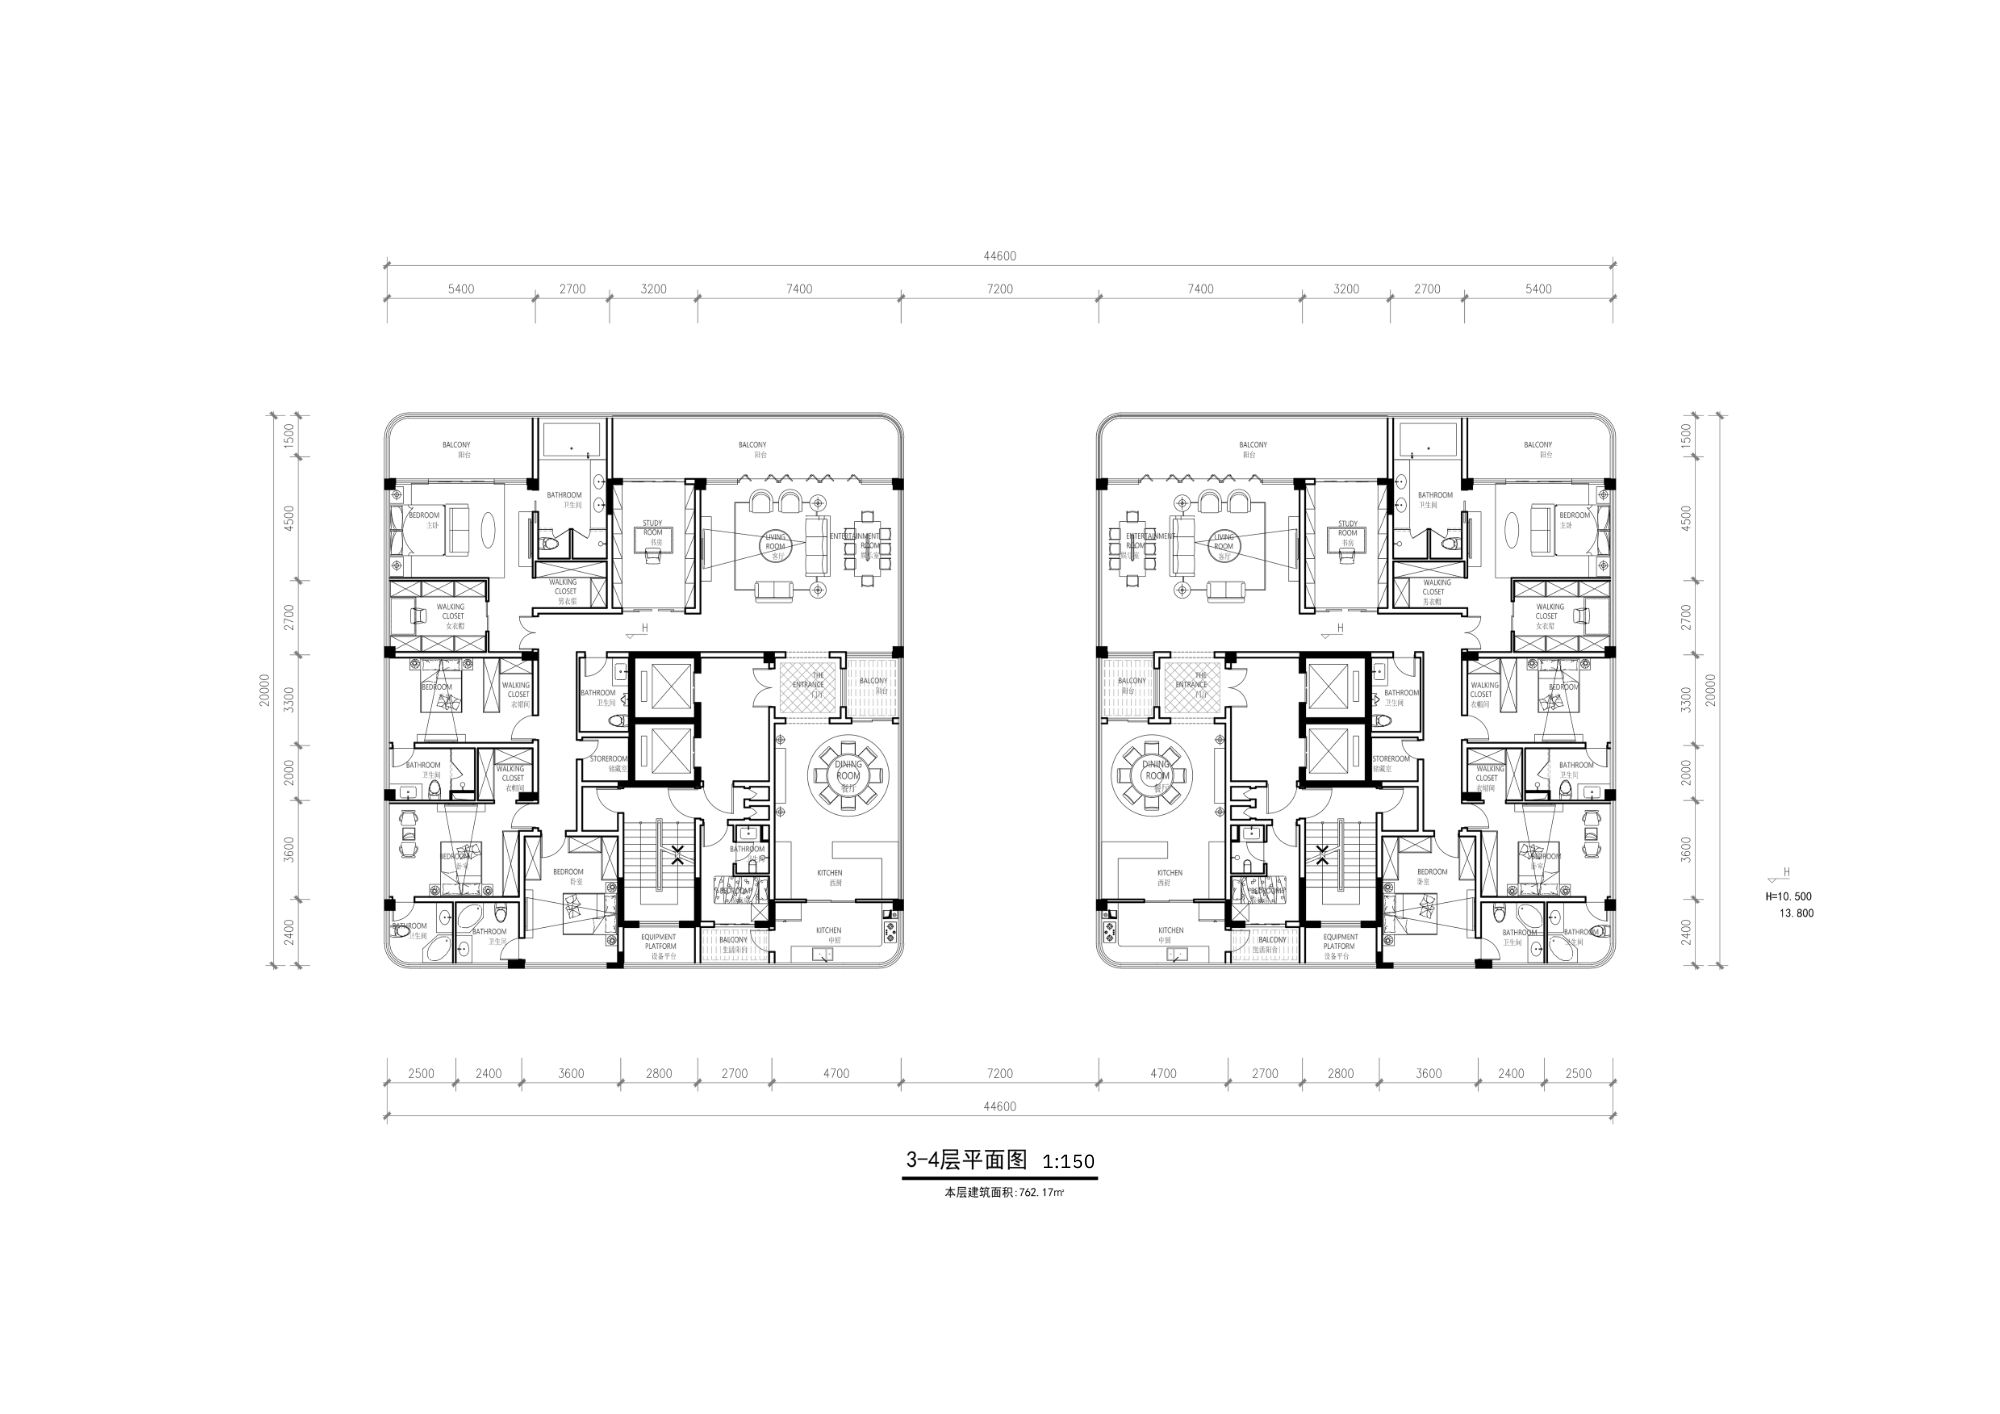 44600
5400 2700 3200 7400 7200 7400 3200 2700 5400
1500
4500
2700
3300
2000
3600
2400
20000
BALCONY
阳台
BALCONY
阳台
BATHROOM
卫生间
BEDROOM
主卧
STUDY
ROOM
书房
LIVING
ROOM
客厅
ENTERTAINMENT
ROOM
WALKING
CLOSET
男衣帽
WALKING
CLOSET
女衣帽
H
BEDROOM
WALKING
CLOSET
衣帽间
BATHROOM
卫生间
THE
ENTRANCE
门厅
BALCONY
阳台
BATHROOM
卫生间
WALKING
CLOSET
衣帽间
STOREROOM
储藏室
DINING
ROOM
餐厅
BEDROOM
卧室
BEDROOM
卧室
BATHROOM
卫生间
KITCHEN
西厨
BATHROOM
卫生间
BATHROOM
卫生间
EQUIPMENT
PLATFORM
设备平台
BALCONY
生活阳台
KITCHEN
中厨
BALCONY
阳台
BALCONY
阳台
BATHROOM
卫生间
BEDROOM
主卧
STUDY
ROOM
书房
LIVING
ROOM
客厅
ENTERTAINMENT
ROOM
WALKING
CLOSET
男衣帽
WALKING
CLOSET
女衣帽
H
BALCONY
阳台
THE
ENTRANCE
门厅
BATHROOM
卫生间
WALKING
CLOSET
衣帽间
BEDROOM
DINING
ROOM
餐厅
STOREROOM
储藏室
WALKING
CLOSET
衣帽间
BATHROOM
卫生间
KITCHEN
西厨
BEDROOM
卧室
BEDROOM
卧室
KITCHEN
中厨
BALCONY
生活阳台
EQUIPMENT
PLATFORM
设备平台
BATHROOM
卫生间
BATHROOM
卫生间
1500
4500
2700
3300
2000
3600
2400
20000
H
H=10.500
13.800
2500 2400 3600 2800 2700 4700 7200 4700 2700 2800 3600 2400 2500
44600
3-4层平面图 1:150
本层建筑面积:762.17㎡